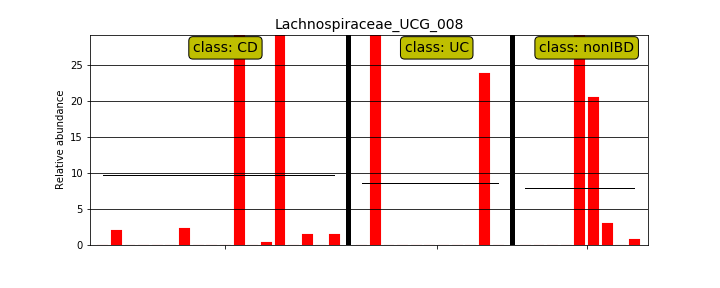 Lachnospiraceae_UCG_008
class: CD
class: UC
class: nonIBD
Relative abundance
25
20
15
10
5
0